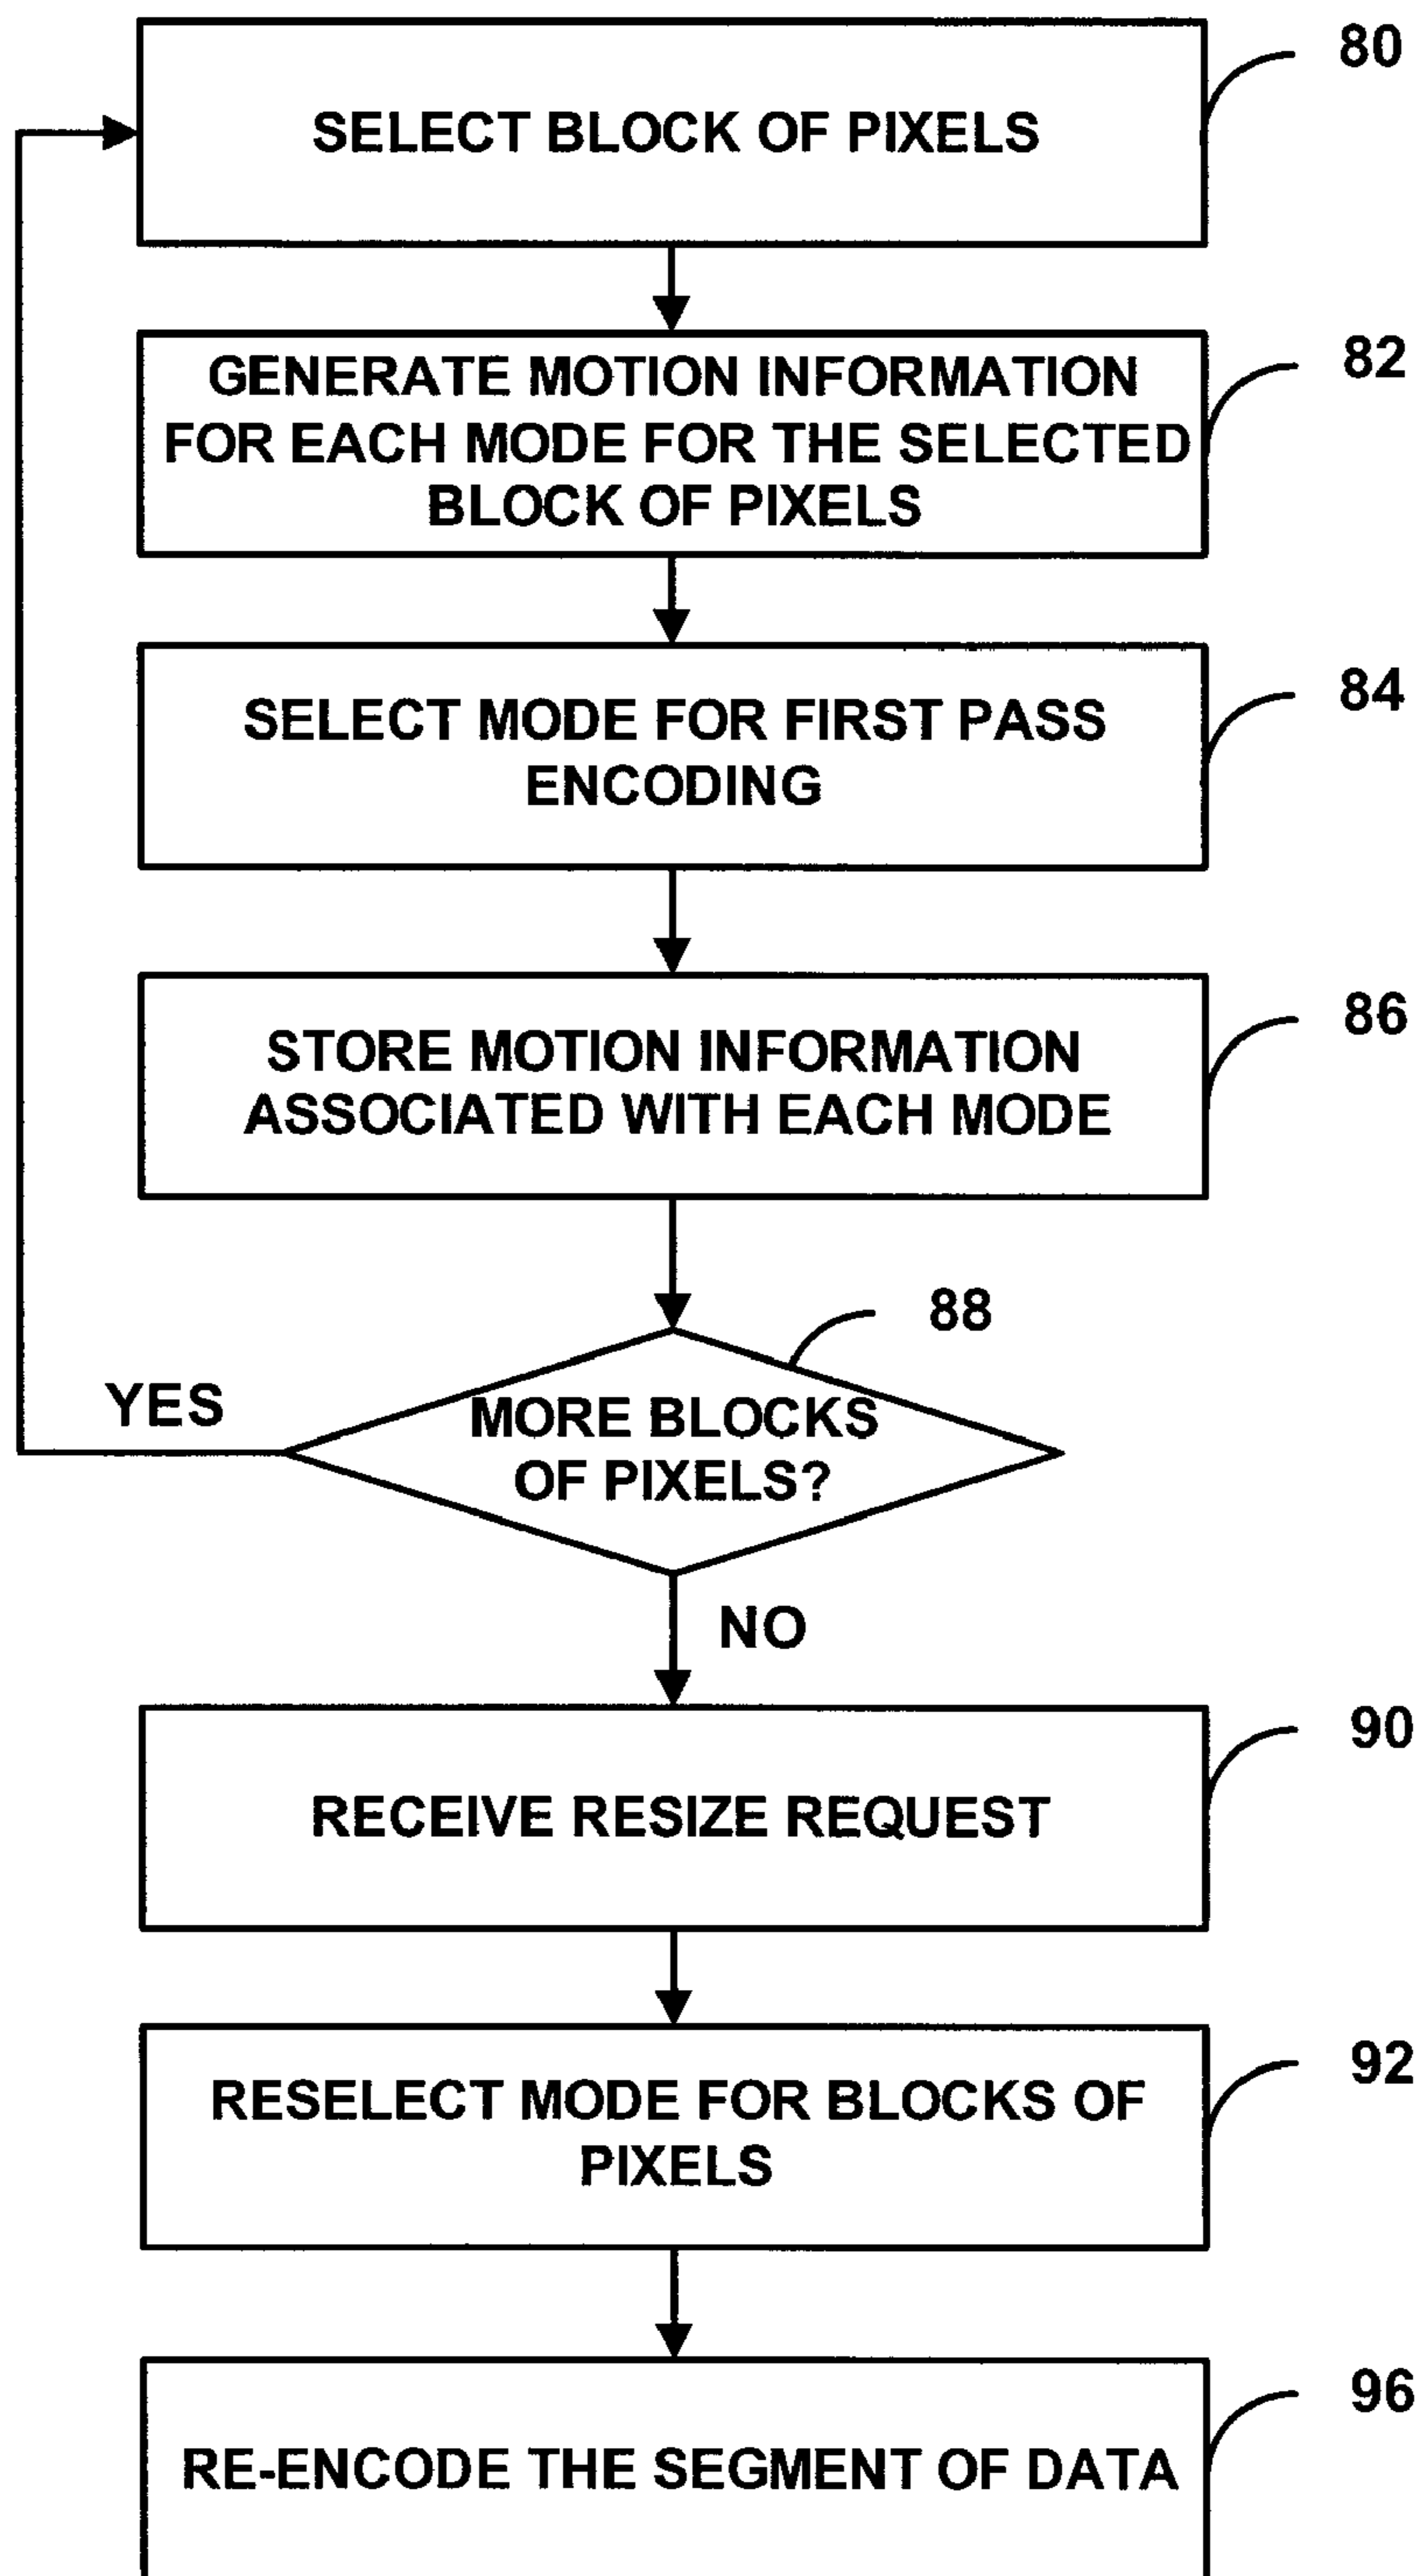 80
SELECT BLOCK OF PIXELS
82
GENERATE MOTION INFORMATION
FOR EACH MODE FOR THE SELECTED
BLOCK OF PIXELS
84
SELECT MODE FOR FIRST PASS
ENCODING
86
STORE MOTION INFORMATION
ASSOCIATED WITH EACH MODE
88
YES
MORE BLOCKS
OF PIXELS?
NO
90
RECEIVE RESIZE REQUEST
92
RESELECT MODE FOR BLOCKS OF
PIXELS
96
RE-ENCODE THE SEGMENT OF DATA